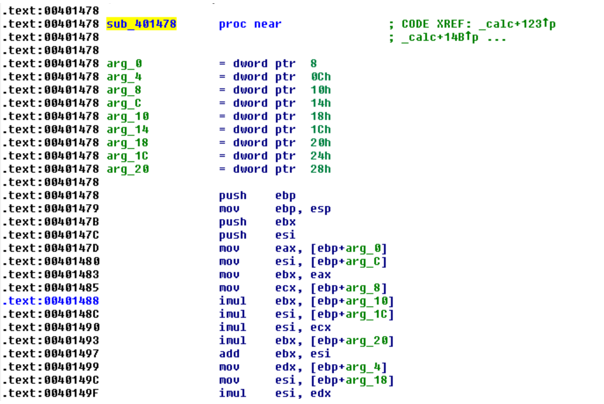 .text:00401478
.text:00401478 sub_401478 proc near ; CODE XREF: _calc+123↑p
.text:00401478 ; _calc+14B↑p ...
.text:00401478
.text:00401478 arg_0 = dword ptr 8
.text:00401478 arg_4 = dword ptr 0Ch
.text:00401478 arg_8 = dword ptr 10h
.text:00401478 arg_C = dword ptr 14h
.text:00401478 arg_10 = dword ptr 18h
.text:00401478 arg_14 = dword ptr 1Ch
.text:00401478 arg_18 = dword ptr 20h
.text:00401478 arg_1C = dword ptr 24h
.text:00401478 arg_20 = dword ptr 28h
.text:00401478
.text:00401478 push ebp
.text:00401479 mov ebp, esp
.text:0040147B push ebx
.text:0040147C push esi
.text:0040147D mov eax, [ebp+arg_0]
.text:00401480 mov esi, [ebp+arg_C]
.text:00401483 mov ebx, eax
.text:00401485 mov ecx, [ebp+arg_8]
.text:00401488 imul ebx, [ebp+arg_10]
.text:0040148C imul esi, [ebp+arg_1C]
.text:00401490 imul esi, ecx
.text:00401493 imul ebx, [ebp+arg_20]
.text:00401497 add ebx, esi
.text:00401499 mov edx, [ebp+arg_4]
.text:0040149C mov esi, [ebp+arg_18]
.text:0040149F imul esi, edx